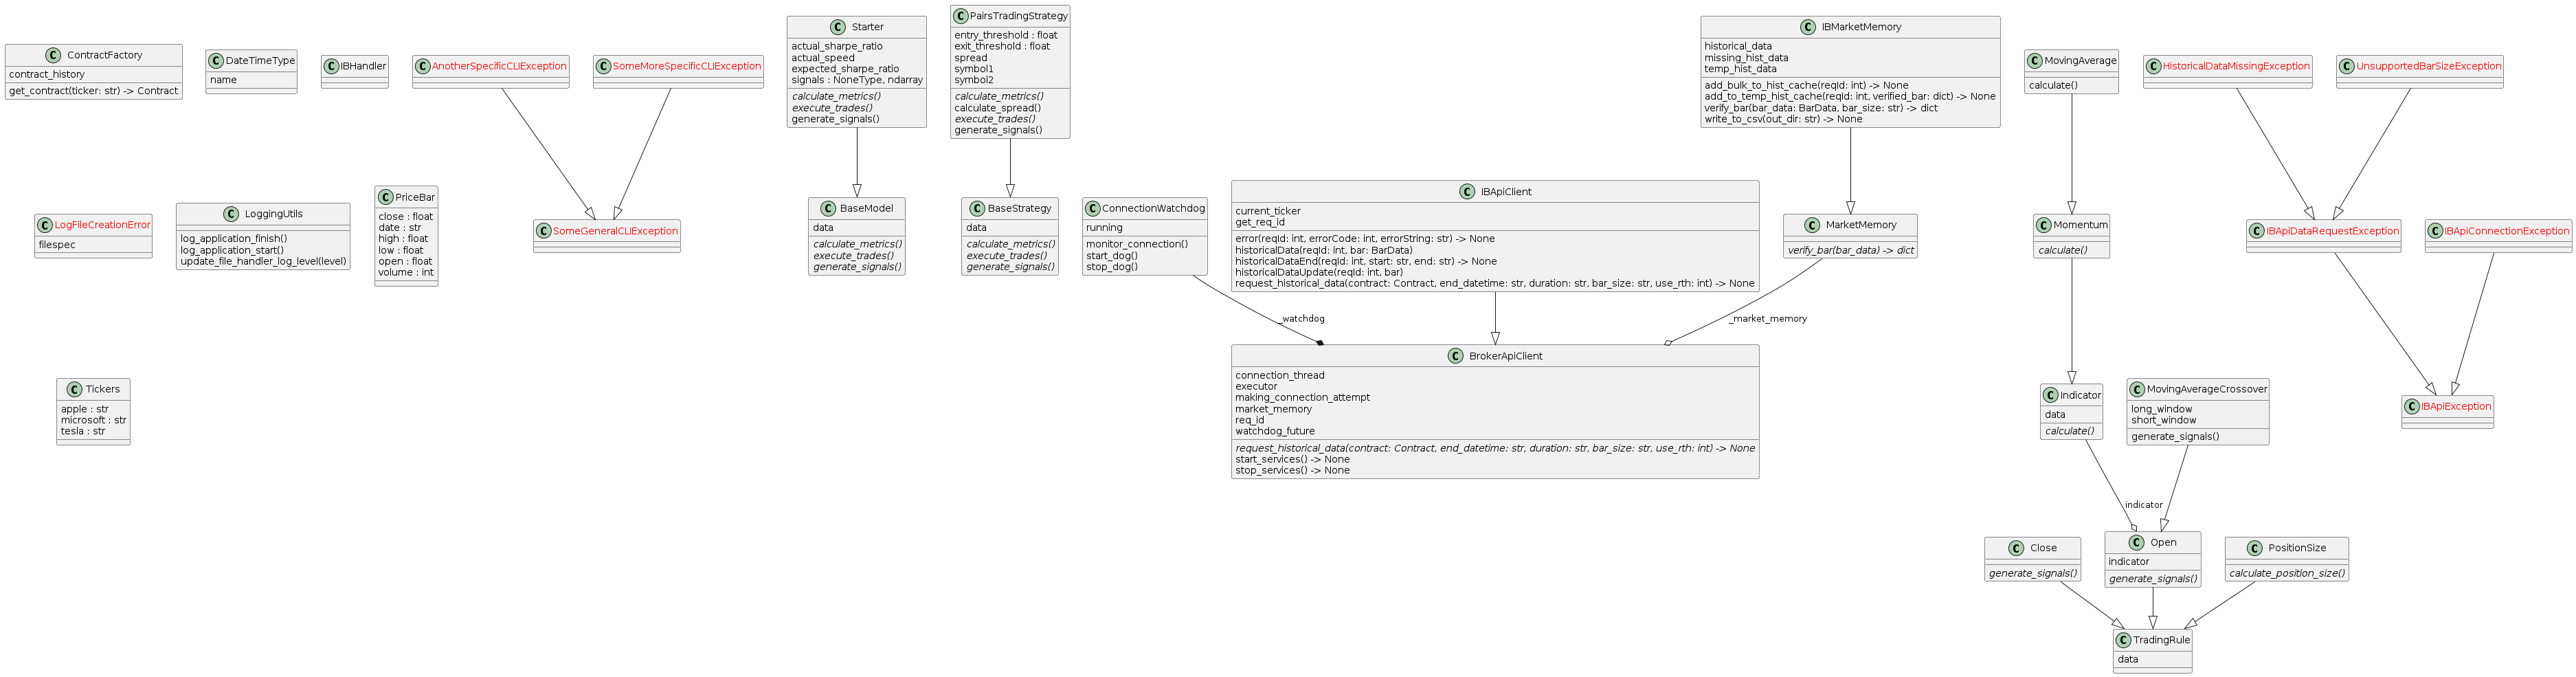 ContractFactory
contract_history
get_contract(ticker: str) -> Contract
DateTimeType
name
IBHandler
AnotherSpecificCLIException
SomeMoreSpecificCLIException
Starter
actual_sharpe_ratio
actual_speed
expected_sharpe_ratio
signals : NoneType, ndarray
calculate_metrics()
execute_trades()
generate_signals()
PairsTradingStrategy
entry_threshold : float
exit_threshold : float
spread
symbol1
symbol2
calculate_metrics()
calculate_spread()
execute_trades()
generate_signals()
IBMarketMemory
historical_data
missing_hist_data
temp_hist_data
add_bulk_to_hist_cache(reqId: int) -> None
add_to_temp_hist_cache(reqId: int, verified_bar: dict) -> None
verify_bar(bar_data: BarData, bar_size: str) -> dict
write_to_csv(out_dir: str) -> None
MovingAverage
calculate()
HistoricalDataMissingException
UnsupportedBarSizeException
LogFileCreationError
filespec
LoggingUtils
log_application_finish()
log_application_start()
update_file_handler_log_level(level)
PriceBar
close : float
date : str
high : float
low : float
open : float
volume : int
SomeGeneralCLIException
BaseModel
data
calculate_metrics()
execute_trades()
generate_signals()
BaseStrategy
data
calculate_metrics()
execute_trades()
generate_signals()
ConnectionWatchdog
running
monitor_connection()
start_dog()
stop_dog()
IBApiClient
current_ticker
get_req_id
error(reqId: int, errorCode: int, errorString: str) -> None
historicalData(reqId: int, bar: BarData)
historicalDataEnd(reqId: int, start: str, end: str) -> None
historicalDataUpdate(reqId: int, bar)
request_historical_data(contract: Contract, end_datetime: str, duration: str, bar_size: str, use_rth: int) -> None
MarketMemory
verify_bar(bar_data) -> dict
Momentum
calculate()
IBApiDataRequestException
IBApiConnectionException
_watchdog
_market_memory
Tickers
apple : str
microsoft : str
tesla : str
BrokerApiClient
connection_thread
executor
making_connection_attempt
market_memory
req_id
watchdog_future
request_historical_data(contract: Contract, end_datetime: str, duration: str, bar_size: str, use_rth: int) -> None
start_services() -> None
stop_services() -> None
Indicator
data
calculate()
MovingAverageCrossover
long_window
short_window
generate_signals()
IBApiException
indicator
Close
generate_signals()
Open
indicator
generate_signals()
PositionSize
calculate_position_size()
TradingRule
data